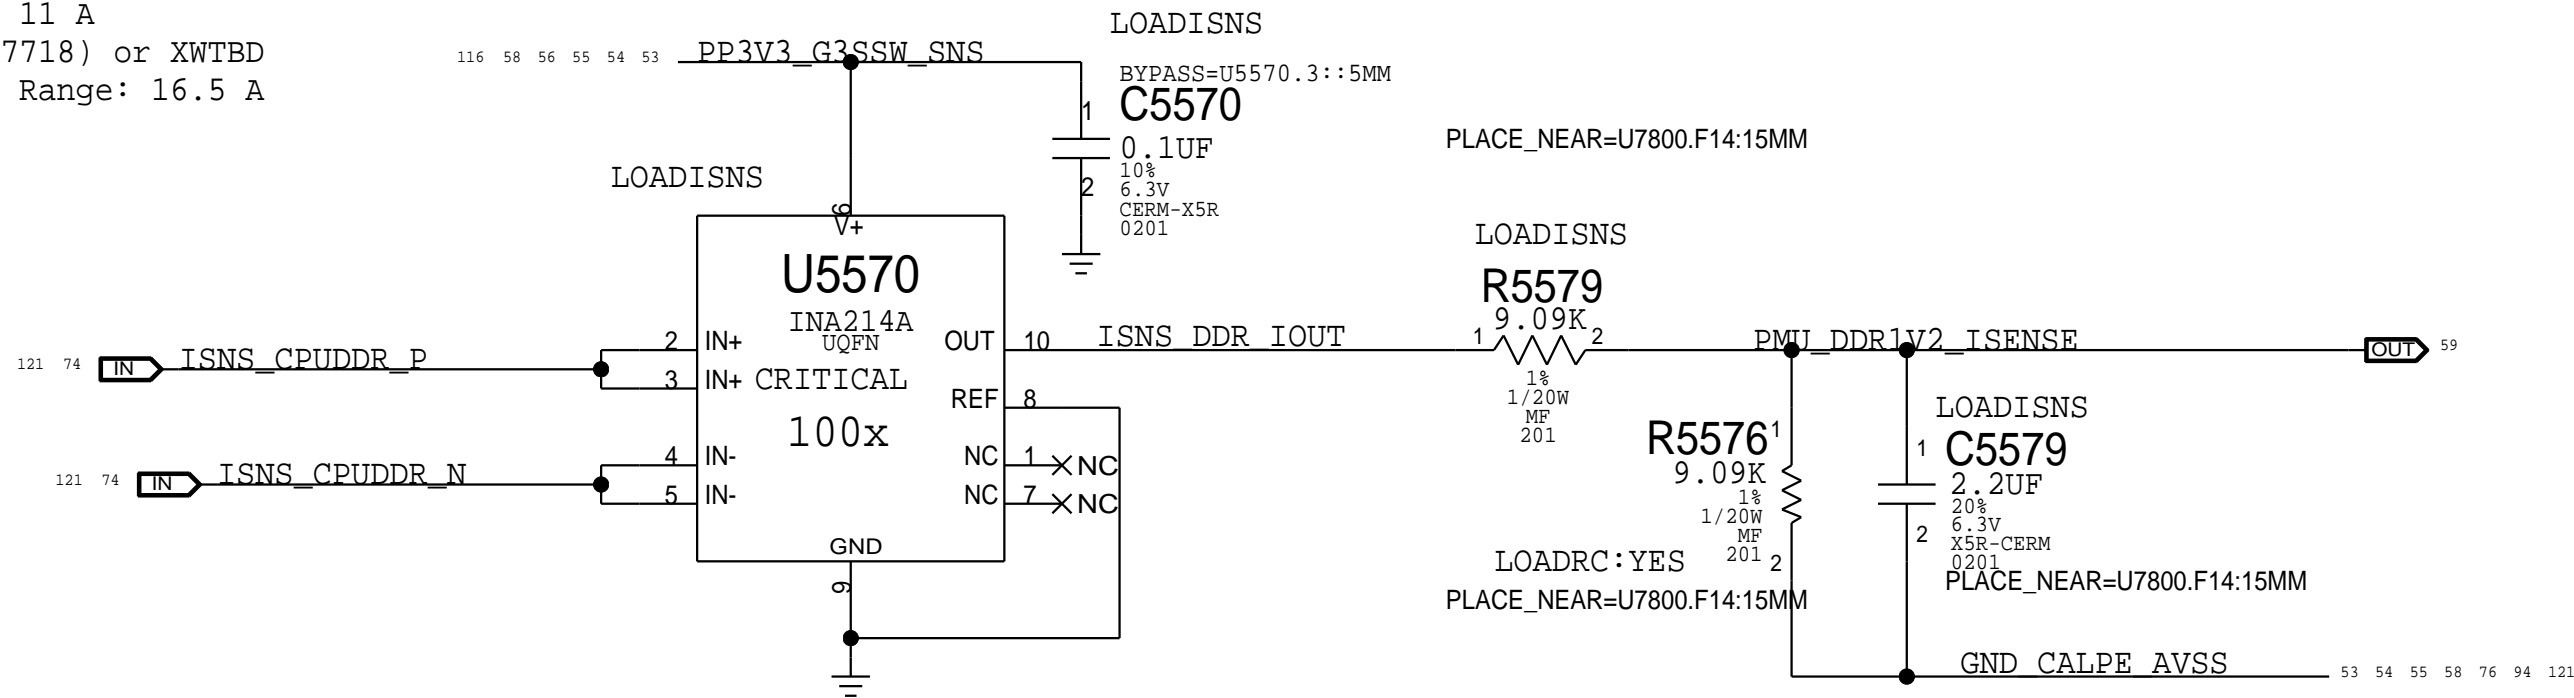 11 A
7718) or XWTBD
Range: 16.5 A
116 58 56 55 54 53
PP3V3_G3SSW_SNS
LOADISNS
BYPASS=U5570.3::5MM
C5570
1
0.1UF
10%
2
6.3V
CERM-X5R
0201
PLACE_NEAR=U7800.F14:15MM
LOADISNS
6
V+
U5570
INA214A
UQFN
CRITICAL
100x
121 74
IN
ISNS_CPUDDR_P
2
IN+
3
IN+
121 74
IN
ISNS_CPUDDR_N
4
IN-
5
IN-
OUT
10
ISNS_DDR_IOUT
REF
8
NC
1
NC
NC
7
NC
GND
9
LOADISNS
R5579
9.09K
1
2
1%
1/20W
MF
201
PMU_DDR1V2_ISENSE
OUT
59
R5576
1
9.09K
1%
1/20W
MF
201
2
LOADRC:YES
PLACE_NEAR=U7800.F14:15MM
LOADISNS
1
C5579
2.2UF
20%
6.3V
2
X5R-CERM
0201
PLACE_NEAR=U7800.F14:15MM
GND_CALPE_AVSS
53 54 55 58 76 94 121